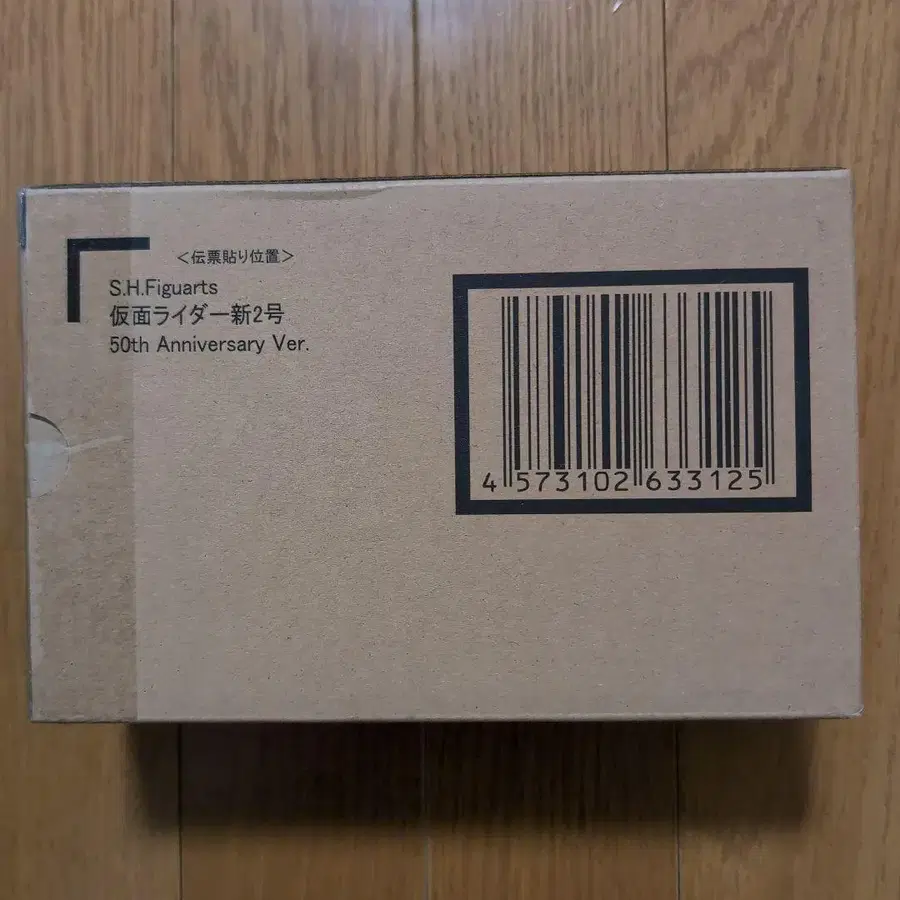 ＜伝票貼り位置＞
S.H.Figuarts
仮面ライダー新2号
50th Anniversary Ver.
4 573102 633125